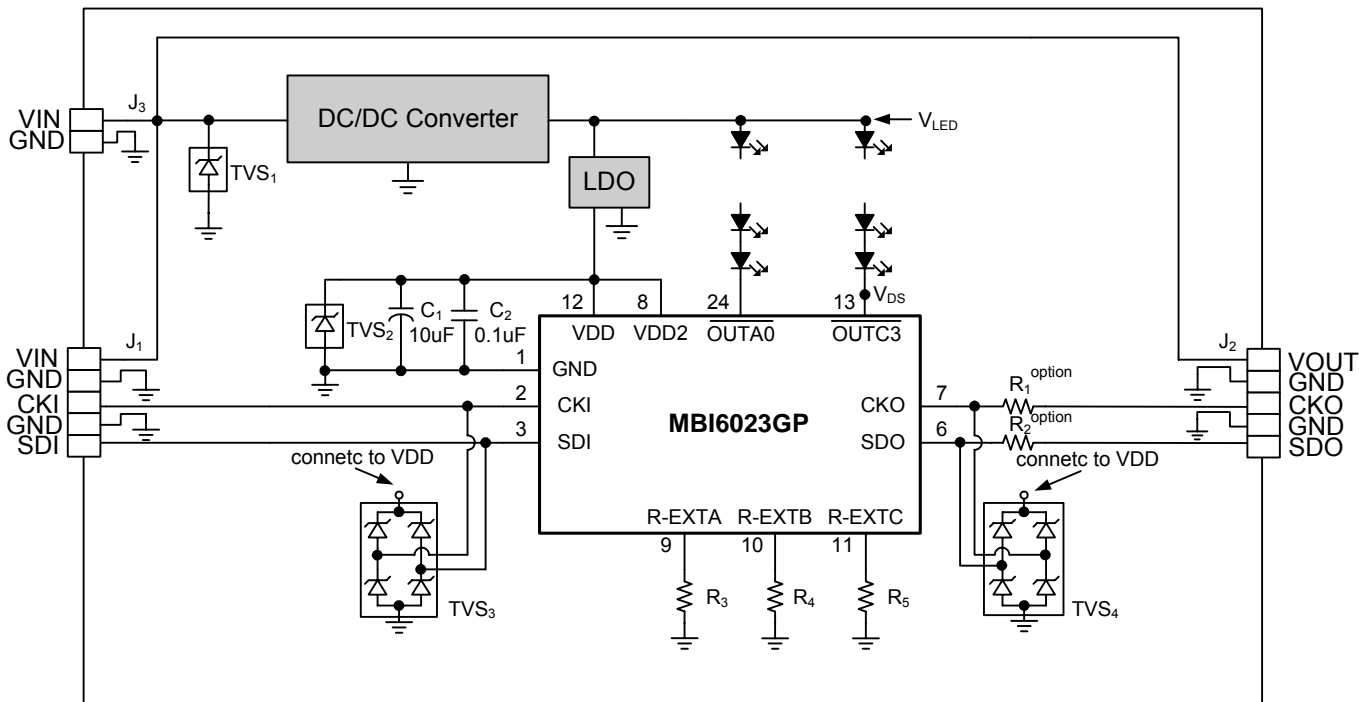 J3
VIN
GND
DC/DC Converter
VLED
TVS1
LDO
12
8
24
13
VDS
C1
10uF
C2
0.1uF
TVS2
VDD
VDD2
OUTA0
OUTC3
J1
VIN
GND
CKI
GND
SDI
1
GND
2
CKI
3
SDI
MBI6023GP
7
CKO
6
SDO
R1 option
R2 option
J2
VOUT
GND
CKO
GND
SDO
connetc to VDD
connetc to VDD
R-EXTA
R-EXTB
R-EXTC
9
10
11
R3
R4
R5
TVS3
TVS4